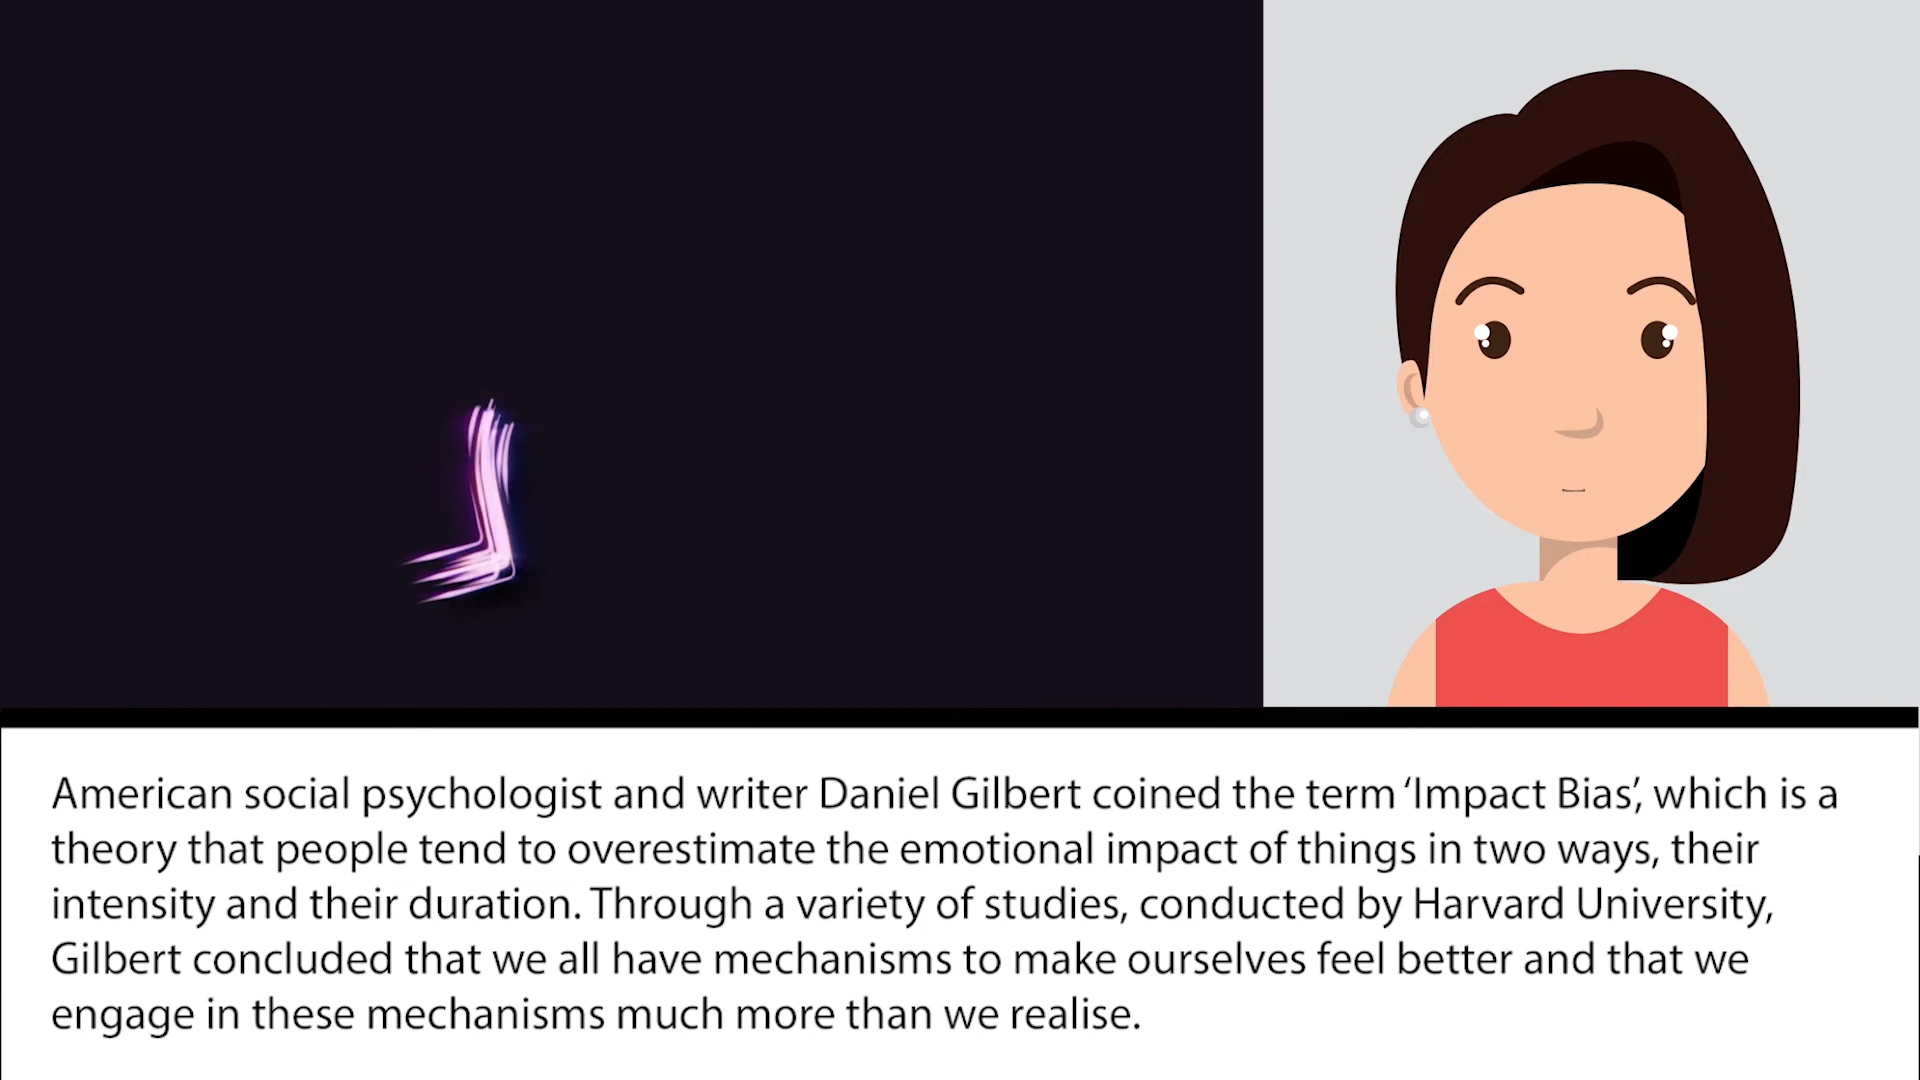 American social psychologist and writer Daniel Gilbert coined the term ‘Impact Bias’, which is a
theory that people tend to overestimate the emotional impact of things in two ways, their
intensity and their duration. Through a variety of studies, conducted by Harvard University,
Gilbert concluded that we all have mechanisms to make ourselves feel better and that we
engage in these mechanisms much more than we realise.